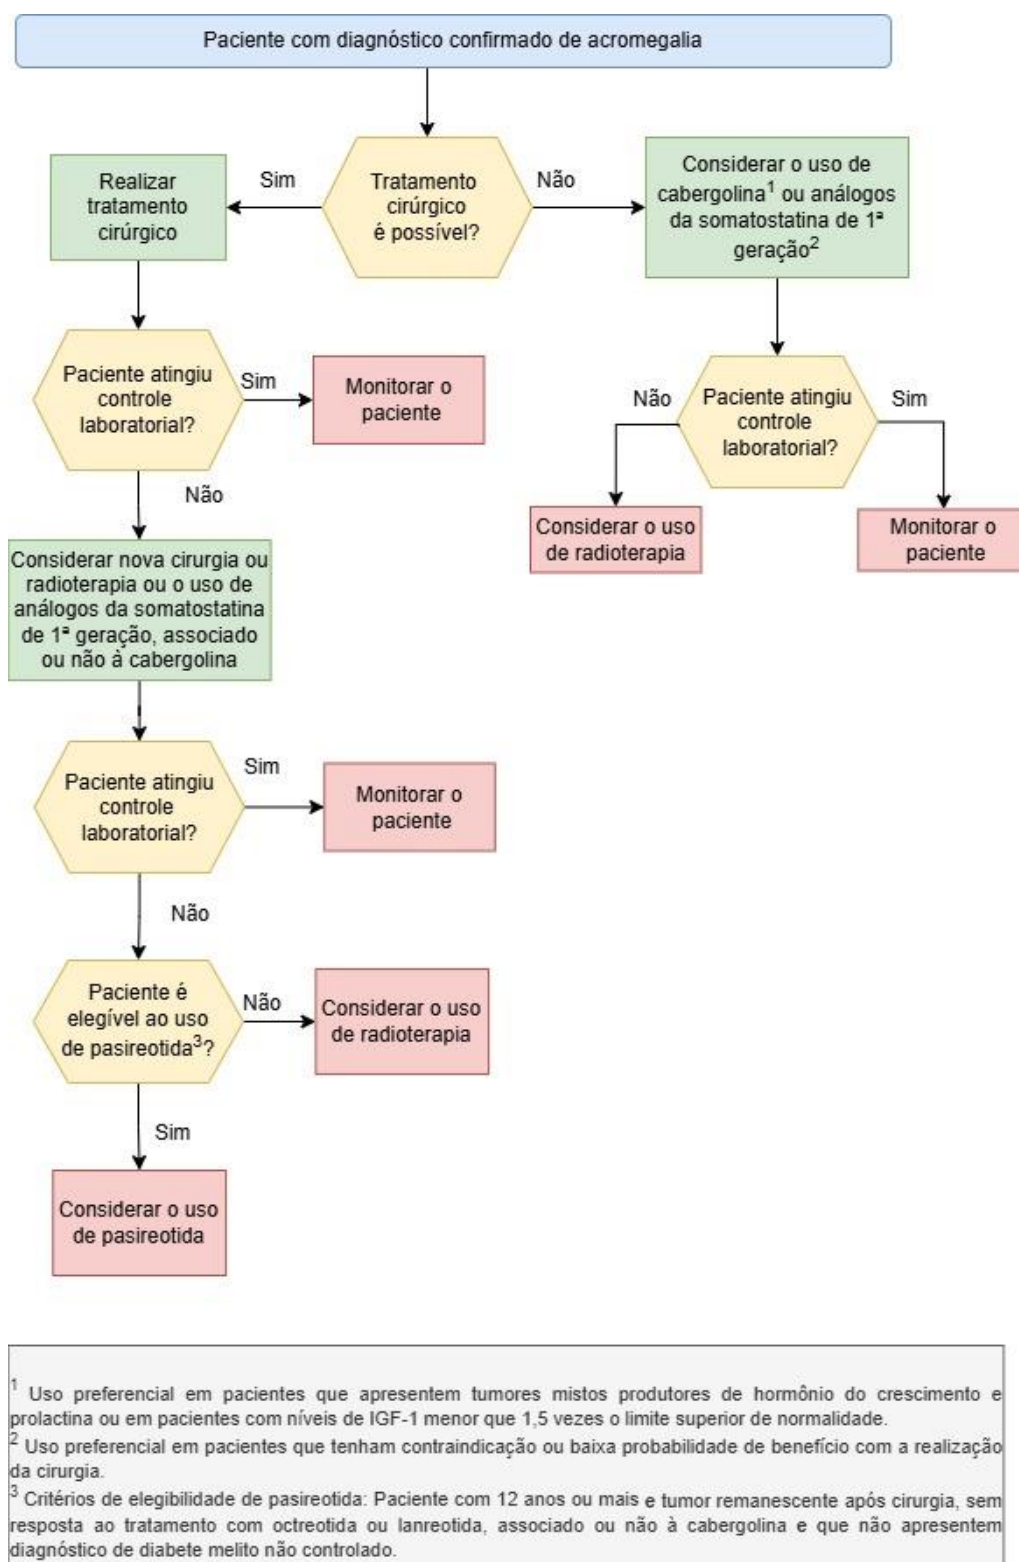 Paciente com diagnóstico confirmado de acromegalia
Realizar
tratamento
cirúrgico
Sim
Tratamento
cirúrgico
é possível?
Não
Considerar o uso de
cabergolina¹ ou análogos
da somatostatina de 1ª
geração²
Paciente atingiu
controle
laboratorial?
Sim
Monitorar o
paciente
Não
Paciente atingiu
controle
laboratorial?
Sim
Não
Considerar o uso
de radioterapia
Monitorar o
paciente
Considerar nova cirurgia ou
radioterapia ou o uso de
análogos da somatostatina
de 1ª geração, associado
ou não à cabergolina
Paciente atingiu
controle
laboratorial?
Sim
Monitorar o
paciente
Não
Paciente é
elegível ao uso
de pasireotida³?
Não
Considerar o uso
de radioterapia
Sim
Considerar o uso
de pasireotida
¹ Uso preferencial em pacientes que apresentem tumores mistos produtores de hormônio do crescimento e
prolactina ou em pacientes com níveis de IGF-1 menor que 1,5 vezes o limite superior de normalidade.
² Uso preferencial em pacientes que tenham contraindicação ou baixa probabilidade de benefício com a realização
da cirurgia.
³ Critérios de elegibilidade de pasireotida: Paciente com 12 anos ou mais e tumor remanescente após cirurgia, sem
resposta ao tratamento com octreotida ou lanreotida, associado ou não à cabergolina e que não apresentem
diagnóstico de diabete melito não controlado.